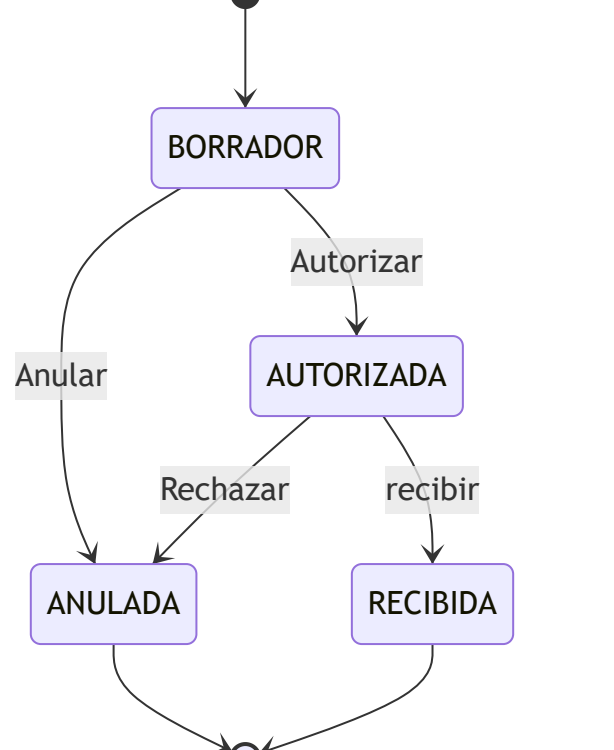 BORRADOR
Autorizar
Anular
AUTORIZADA
Rechazar
recibir
ANULADA
RECIBIDA